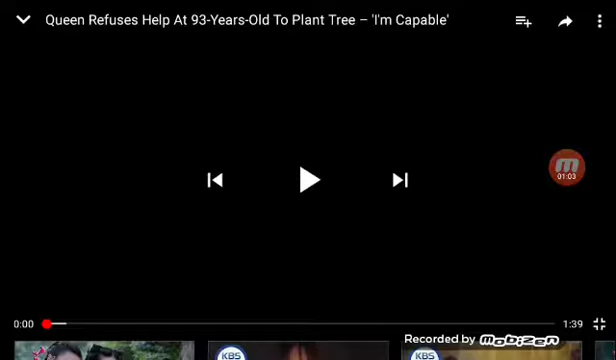 Queen Refuses Help At 93-Years-Old To Plant Tree – 'I'm Capable'
01:03
0:00
1:39
Recorded by mobizen
KBS
KBS